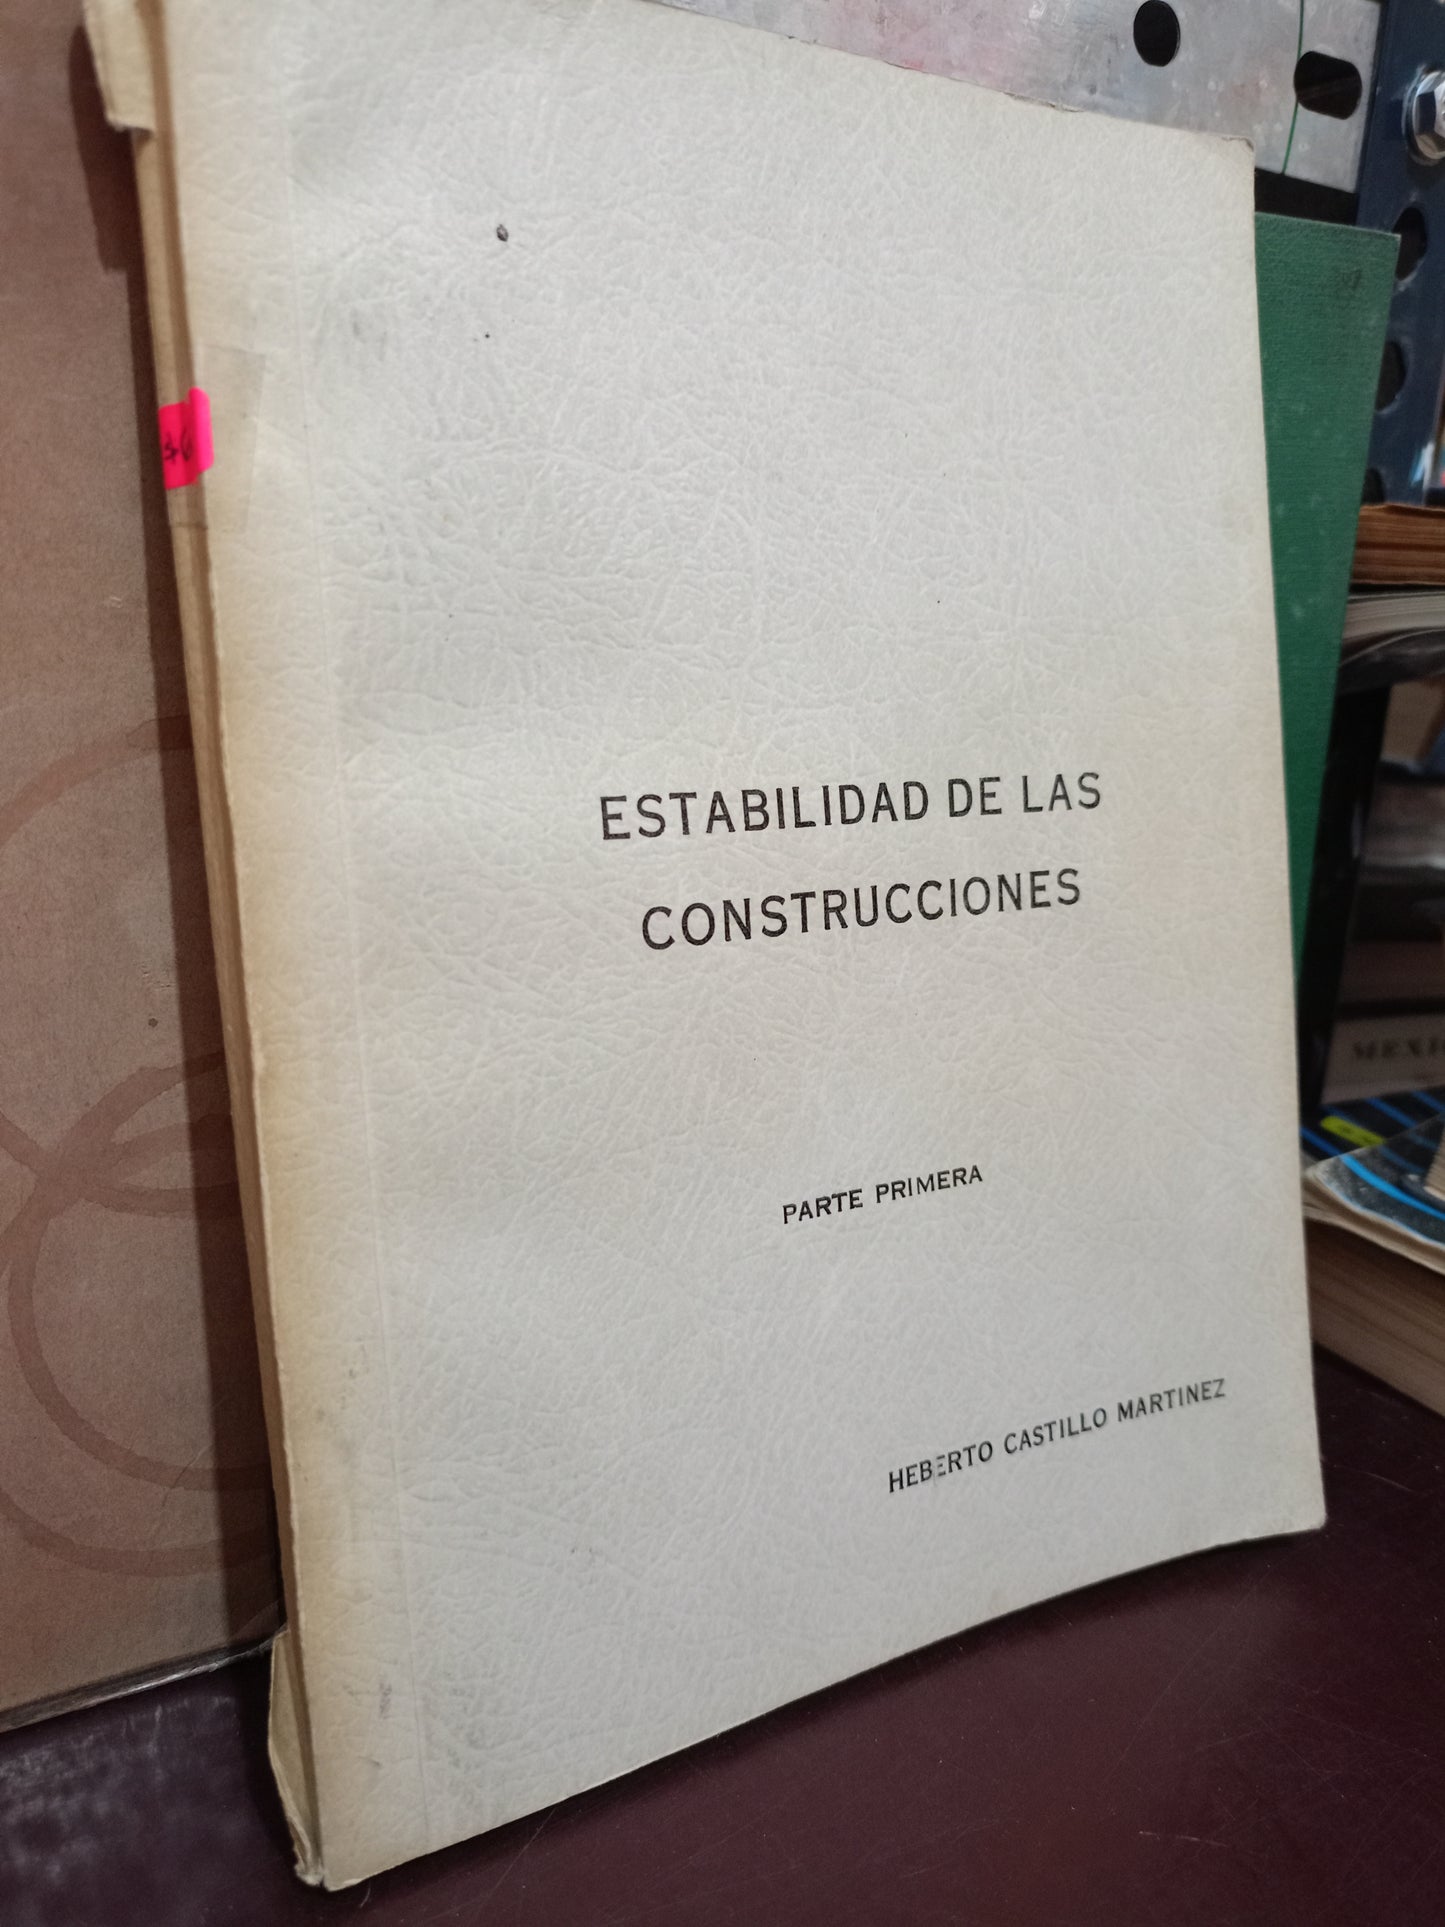 ESTABILIDAD DE LAS
CONSTRUCCIONES
PARTE PRIMERA
HEBERTO CASTILLO MARTINEZ